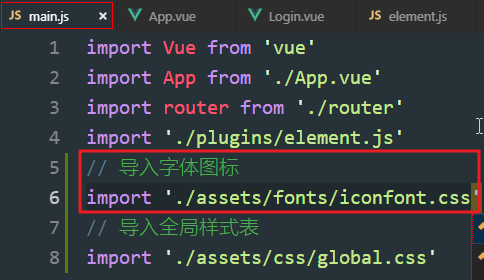 JS main.js × App.vue Login.vue JS element.js
1 import Vue from 'vue'
2 import App from './App.vue'
3 import router from './router'
4 import './plugins/element.js'
5 // 导入字体图标
6 import './assets/fonts/iconfont.css'
7 // 导入全局样式表
8 import './assets/css/global.css'